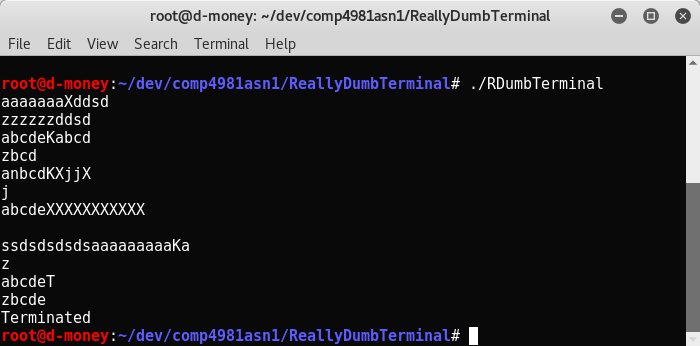 root@d-money: ~/dev/comp4981asn1/ReallyDumbTerminal
File Edit View Search Terminal Help
root@d-money:~/dev/comp4981asn1/ReallyDumbTerminal# ./RDumbTerminal
aaaaaaaXddsd
zzzzzzddsd
abcdeKabcd
zbcd
anbcdKXjjX
j
abcdeXXXXXXXXXXX

ssdsdsdsdsaaaaaaaaaKa
z
abcdeT
zbcde
Terminated
root@d-money:~/dev/comp4981asn1/ReallyDumbTerminal#